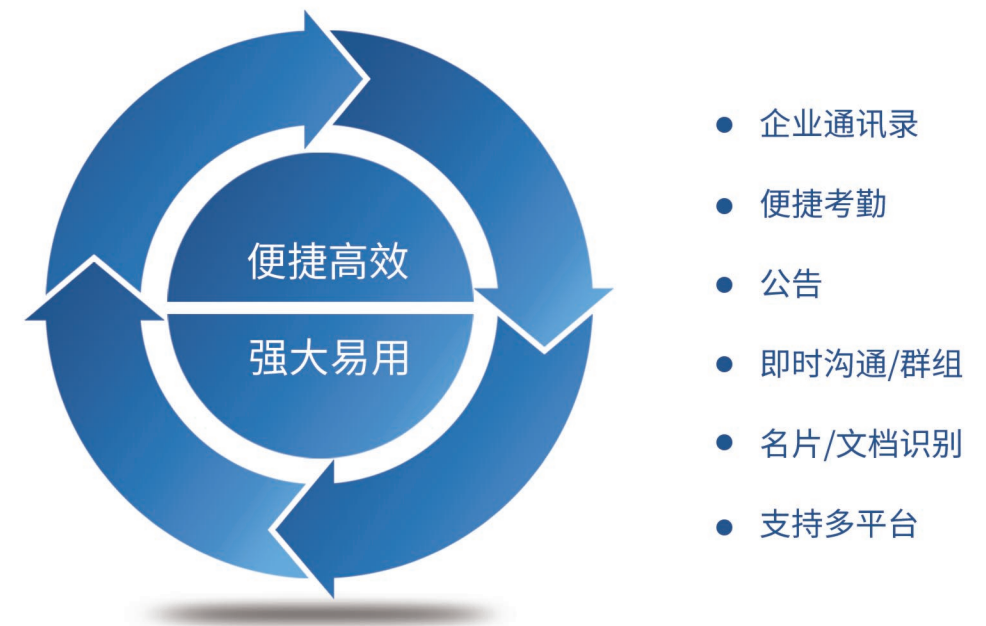 便捷高效
强大易用
企业通讯录
便捷考勤
公告
即时沟通/群组
名片/文档识别
支持多平台